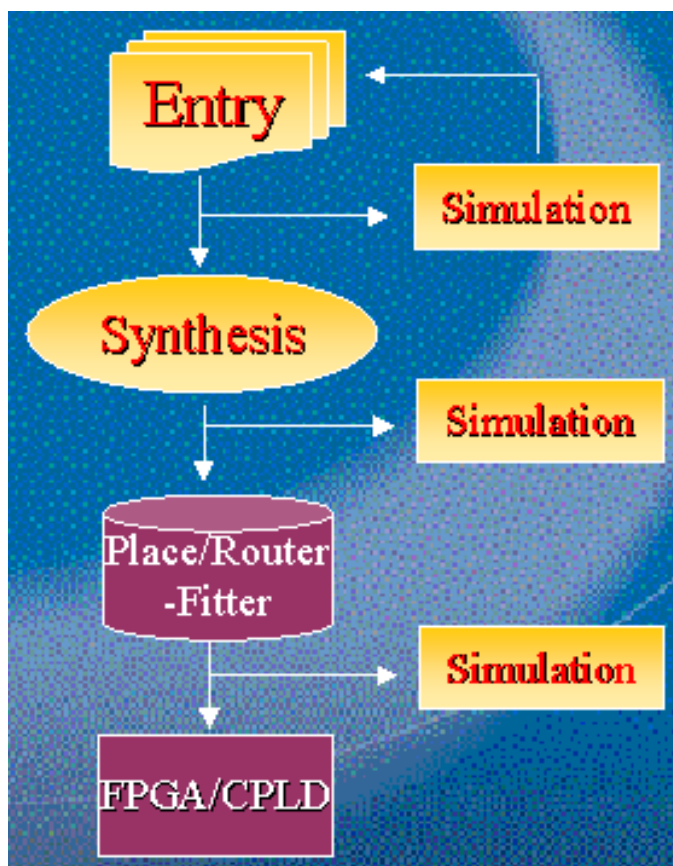 Entry
Simulation
Synthesis
Simulation
Place/Router
-Fitter
Simulation
FPGA/CPLD